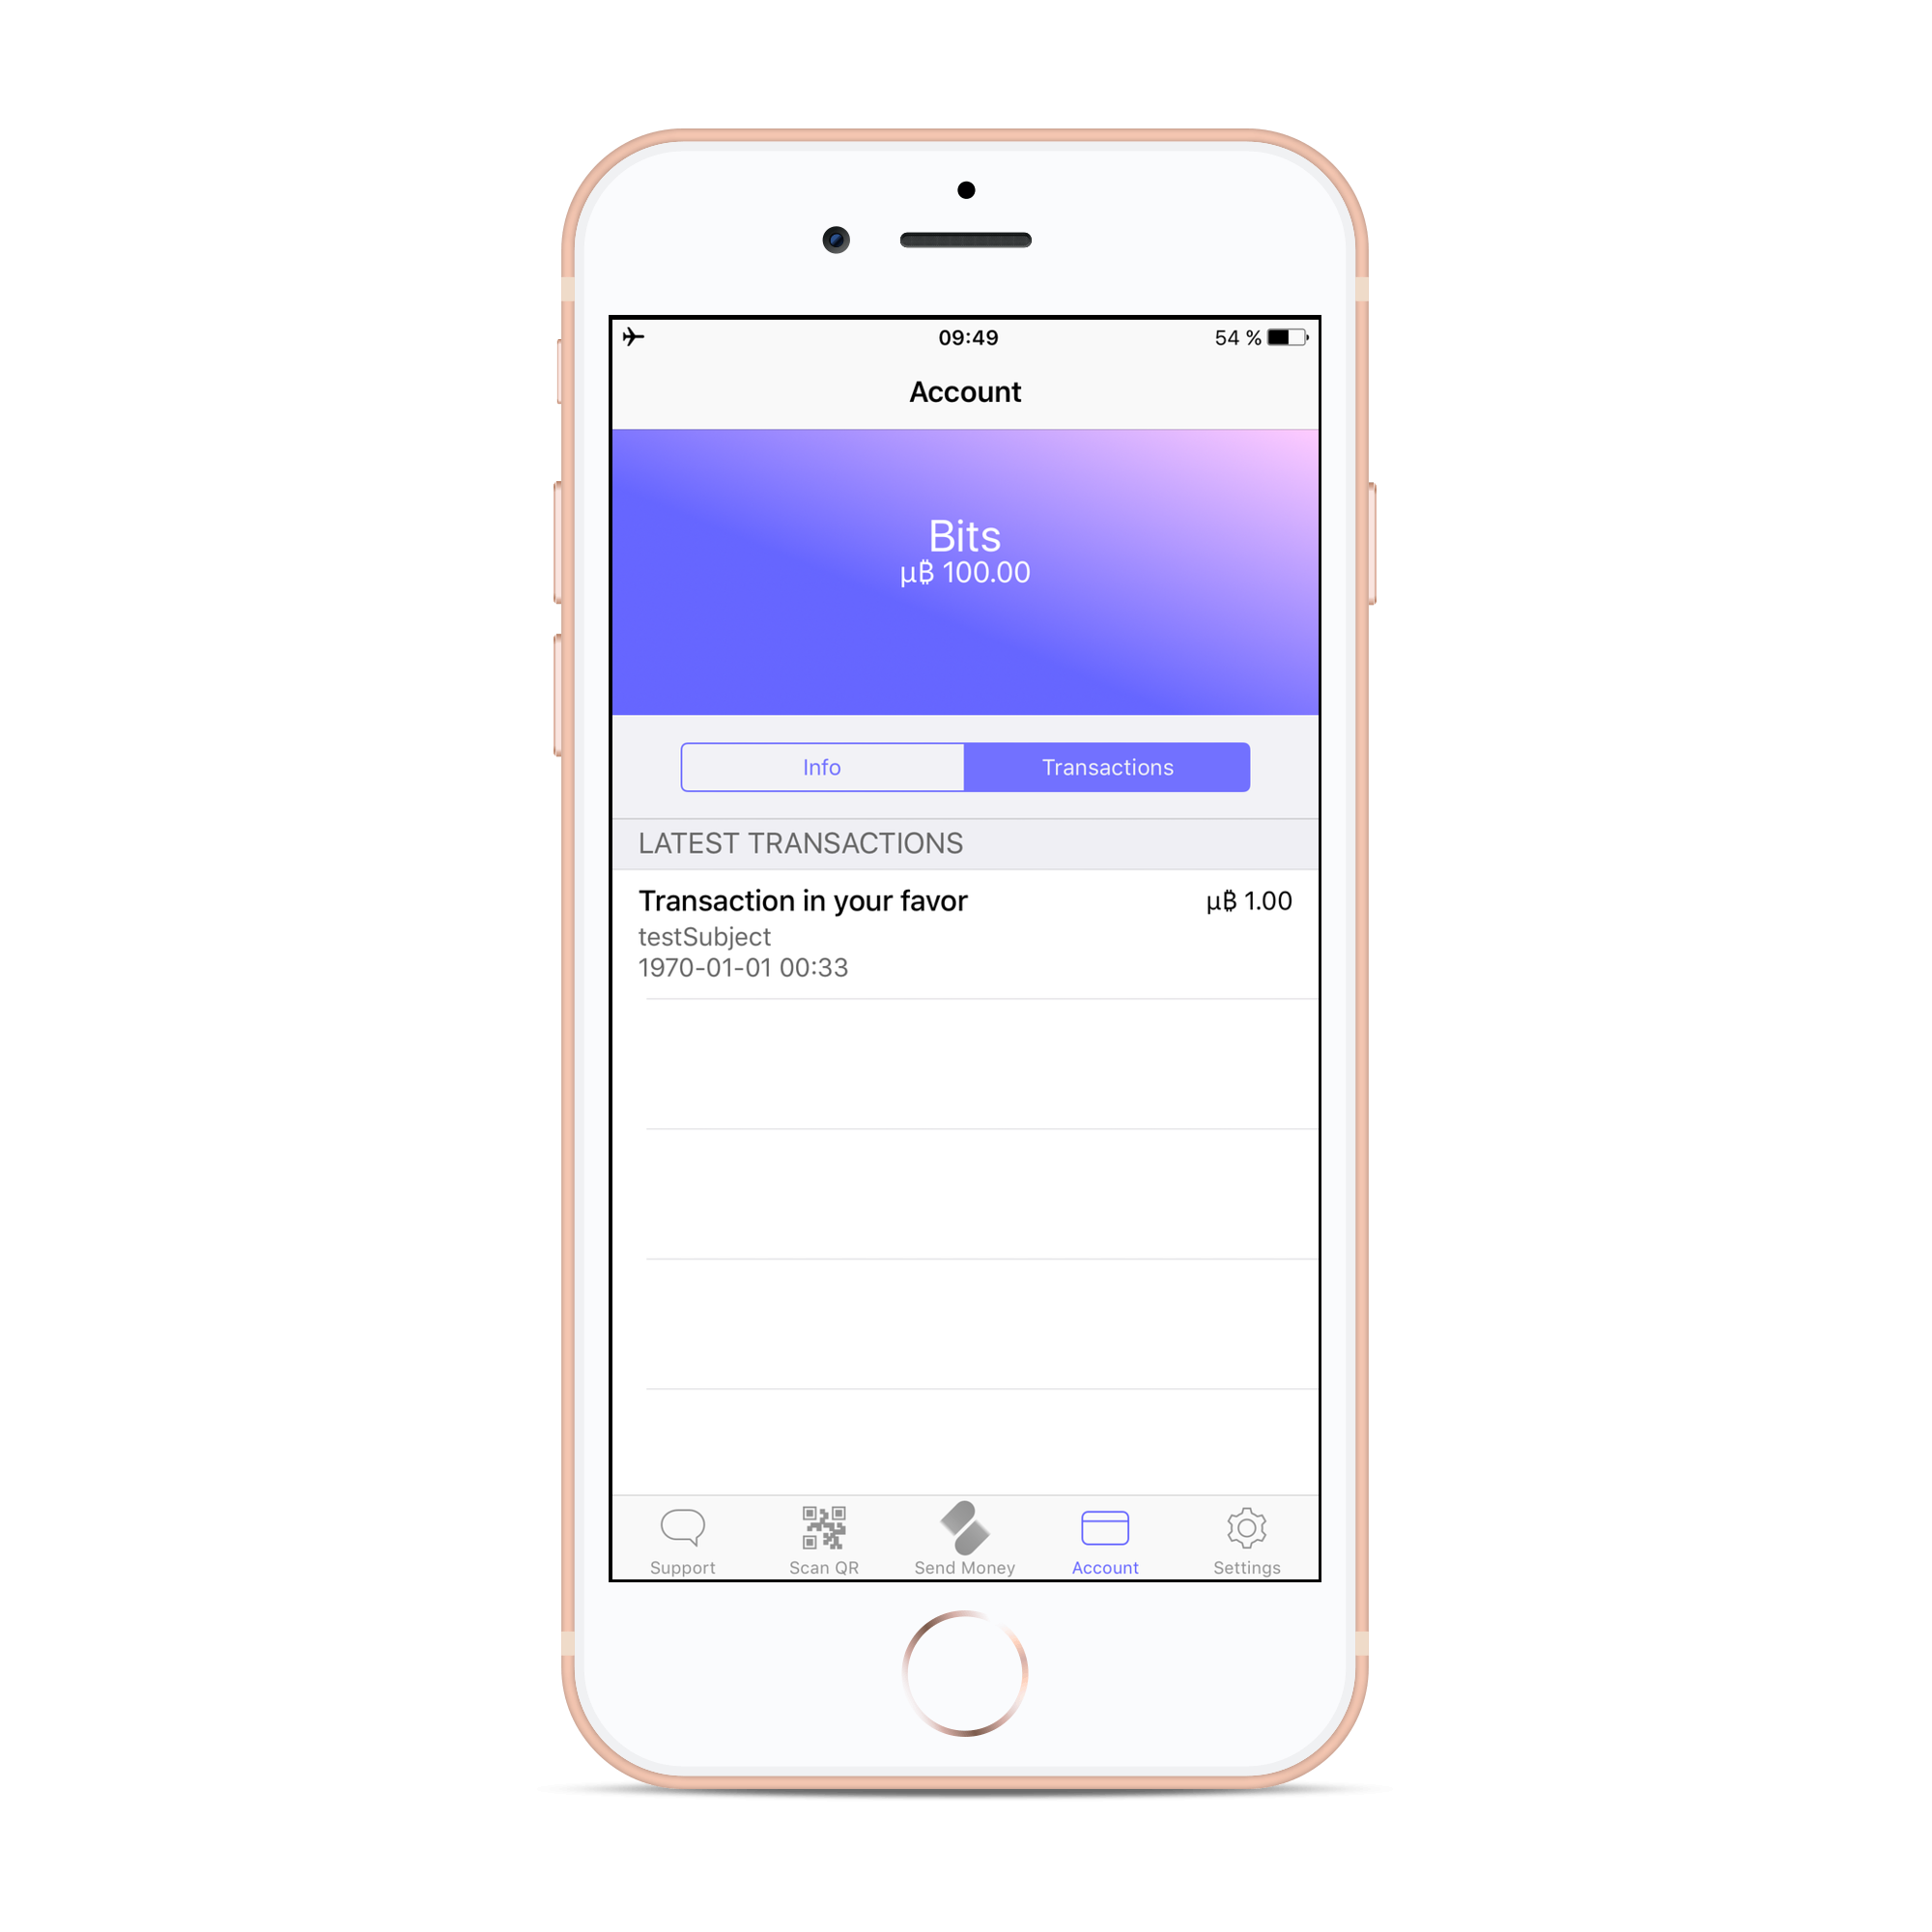 09:49 54 %
Account
Bits
µ₿ 100.00
Info Transactions
LATEST TRANSACTIONS
Transaction in your favor µ₿ 1.00
testSubject
1970-01-01 00:33
Support Scan QR Send Money Account Settings